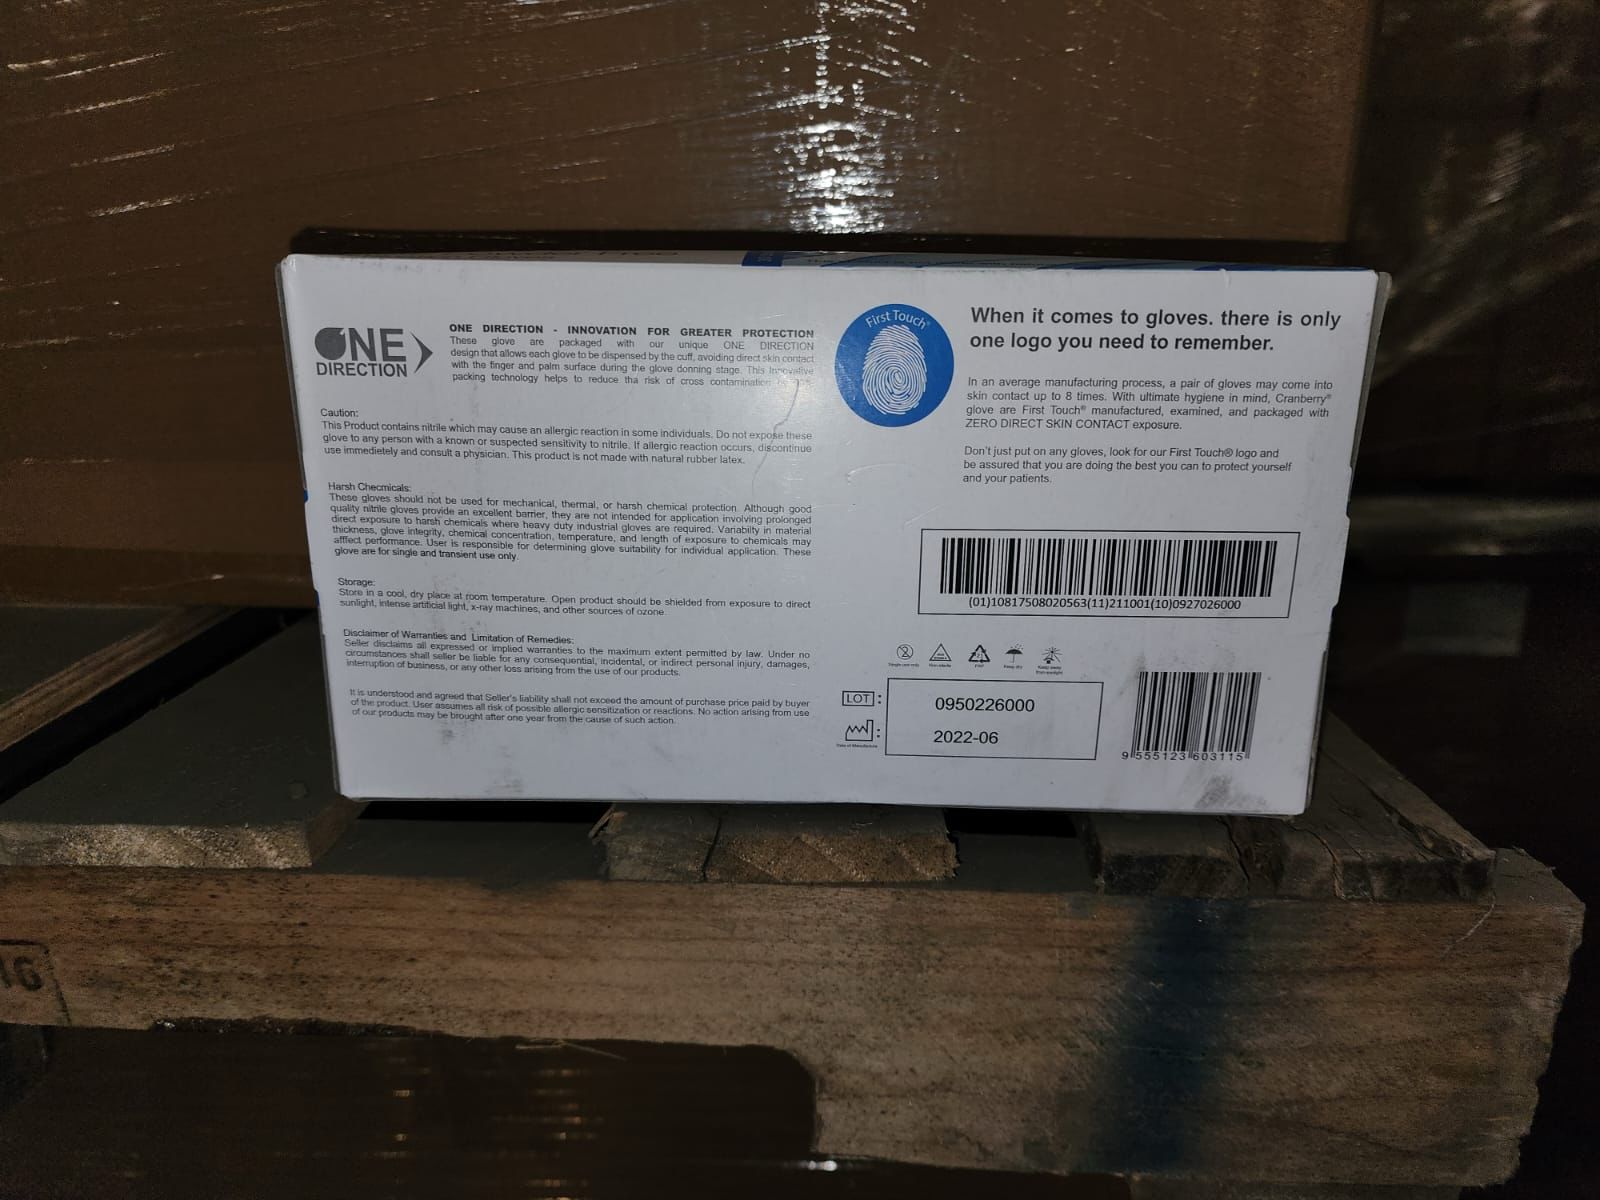 ONE
DIRECTION
ONE DIRECTION - INNOVATION FOR GREATER PROTECTION
These glove are packaged with our unique ONE DIRECTION
design that allows each glove to be dispensed by the cuff, avoiding direct skin contact
with the finger and palm surface during the glove donning stage. This Innovative
packing technology helps to reduce tha risk of cross contamination
Caution:
This Product contains nitrile which may cause an allergic reaction in some individuals. Do not expose these
glove to any person with a known or suspected sensitivity to nitrile. If allergic reaction occurs, discontinue
use immedietely and consult a physician. This product is not made with natural rubber latex.
Harsh Checmicals:
These gloves should not be used for mechanical, thermal, or harsh chemical protection. Although good
quality nitrile gloves provide an excellent barrier, they are not intended for application involving prolonged
direct exposure to harsh chemicals where heavy duty industrial gloves are required. Variabilty in material
thickness, glove integrity, chemical concentration, temperature, and length of exposure to chemicals may
afffect performance. User is responsible for determining glove suitability for individual application. These
glove are for single and transient use only.
Storage:
Store in a cool, dry place at room temperature. Open product should be shielded from exposure to direct
sunlight, intense artificial light, x-ray machines, and other sources of ozone.
Disclaimer of Warranties and Limitation of Remedies:
Seller disclaims all expressed or implied warranties to the maximum extent permitted by law. Under no
circumstances shall seller be liable for any consequential, incidental, or indirect personal injury, damages,
interruption of business, or any other loss arising from the use of our products.
It is understood and agreed that Seller's liability shall not exceed the amount of purchase price paid by buyer
of the product. User assumes all risk of possible allergic sensitization or reactions. No action arising from use
of our products may be brought after one year from the cause of such action.
First Touch®
When it comes to gloves. there is only
one logo you need to remember.
In an average manufacturing process, a pair of gloves may come into
skin contact up to 8 times. With ultimate hygiene in mind, Cranberry®
glove are First Touch® manufactured, examined, and packaged with
ZERO DIRECT SKIN CONTACT exposure.
Don't just put on any gloves, look for our First Touch® logo and
be assured that you are doing the best you can to protect yourself
and your patients.
(01)10817508020563(11)211001(10)0927026000
Single use only
Non-sterile
Keep dry
Keep away
from sunlight
LOT : 0950226000
: 2022-06
Date of Manufacture
9 555123 603115
16